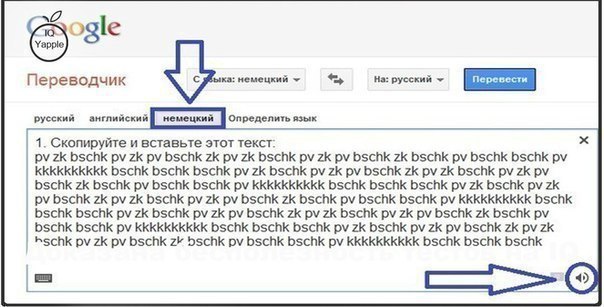 Google
IQ
Yapple
Переводчик
С языка: немецкий
На: русский
Перевести
русский английский немецкий Определить язык
1. Скопируйте и вставьте этот текст:
pv zk bschk pv zk pv bschk zk pv zk bschk pv zk pv bschk zk bschk pv bschk bschk pv
kkkkkkkkkk bschk bschk bschk pv zk bschk pv zk pv bschk zk pv zk bschk pv zk pv
bschk zk bschk pv bschk bschk pv kkkkkkkkkkk bschk bschk bschk pv zk bschk pv zk
pv bschk zk pv zk bschk pv zk pv bschk zk bschk pv bschk bschk pv kkkkkkkkkk bschk
bschk bschk pv zk bschk pv zk pv bschk zk pv zk bschk pv zk pv bschk zk bschk pv
bschk bschk pv kkkkkkkkkk bschk bschk bschk pv zk bschk pv zk pv bschk zk pv zk
bschk pv zk pv bschk zk bschk pv bschk bschk pv kkkkkkkkkk bschk bschk bschk